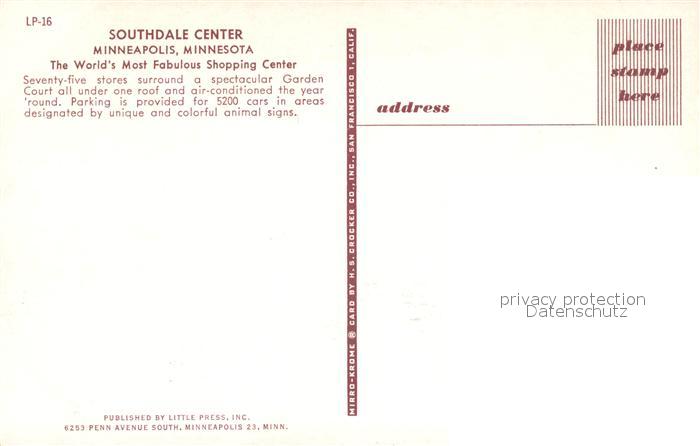 LP-16
SOUTHDALE CENTER
MINNEAPOLIS, MINNESOTA
The World's Most Fabulous Shopping Center
Seventy-five stores surround a spectacular Garden
Court all under one roof and air-conditioned the year
'round. Parking is provided for 5200 cars in areas
designated by unique and colorful animal signs.
PUBLISHED BY LITTLE PRESS, INC.
6253 PENN AVENUE SOUTH, MINNEAPOLIS 23, MINN.
MIRRO-KROME ® CARD BY H. S. CROCKER CO., INC., SAN FRANCISCO 1, CALIF.
place
stamp
here
address
privacy protection
Datenschutz